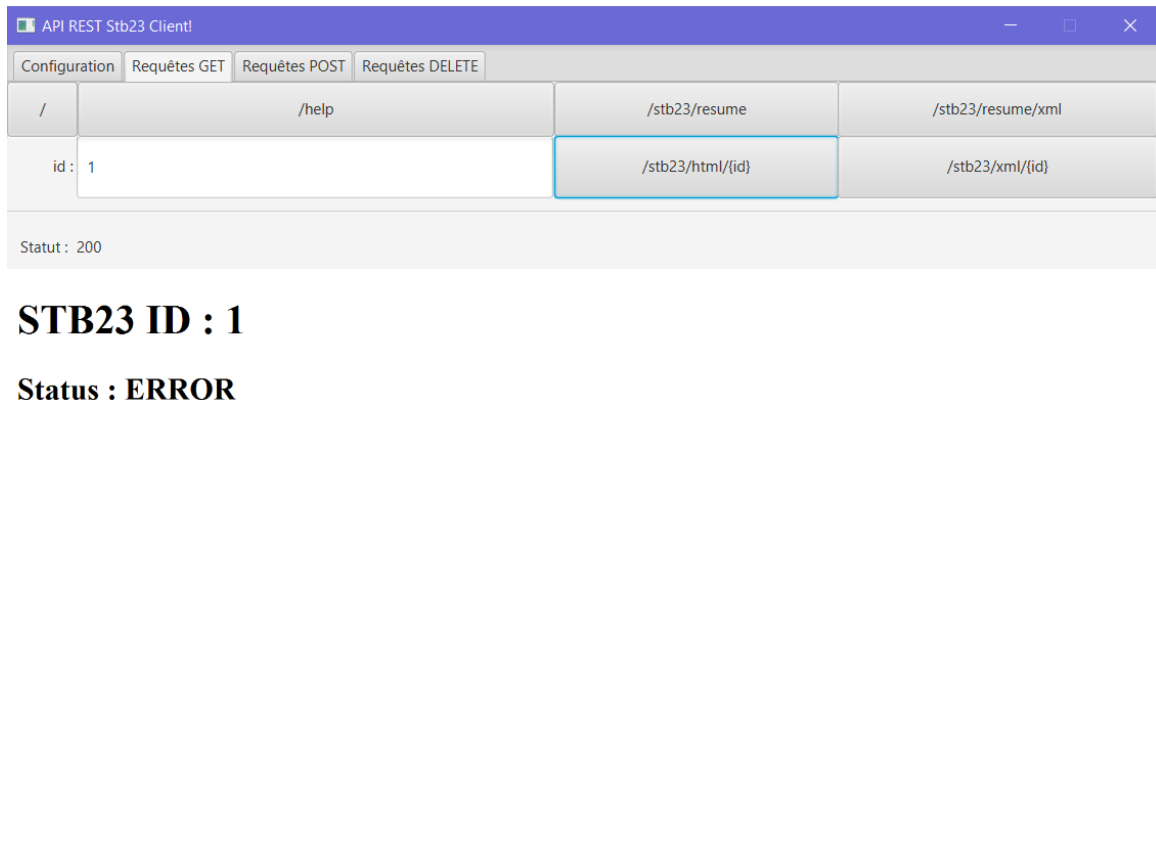 API REST Stb23 Client!
Configuration Requêtes GET Requêtes POST Requêtes DELETE
/ /help /stb23/resume /stb23/resume/xml
id : 1 /stb23/html/{id} /stb23/xml/{id}
Statut : 200
STB23 ID : 1
Status : ERROR